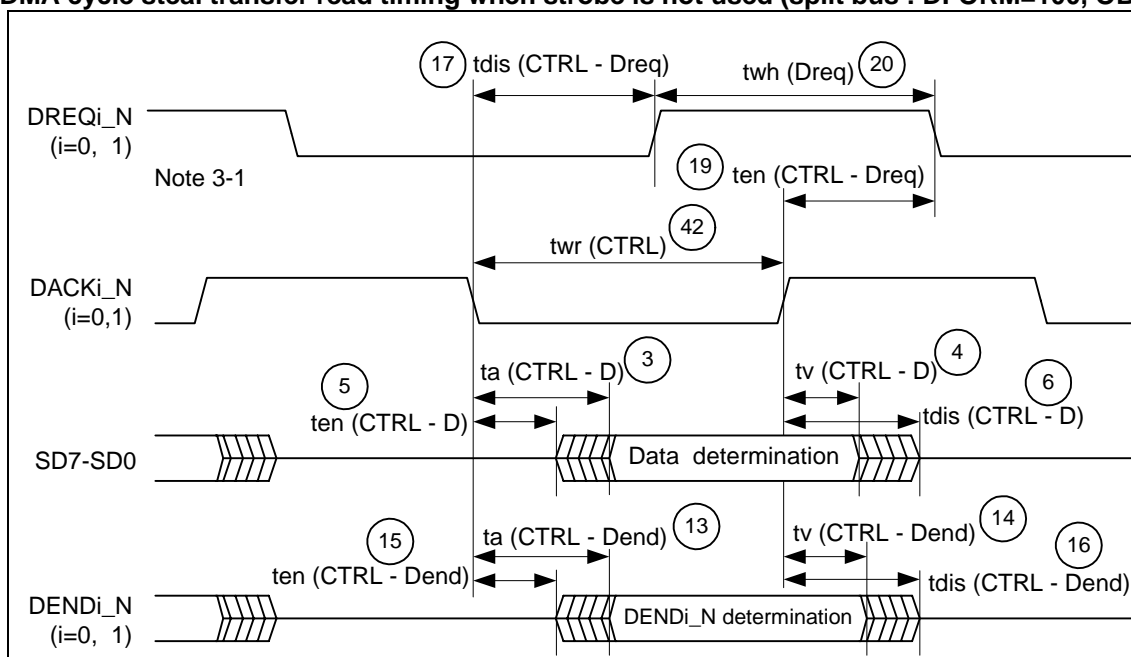 DMA cycle steal transfer read timing when strobe is not used (split bus :
17 tdis (CTRL - Dreq) twh (Dreq) 20
DREQi_N
(i=0, 1)
Note 3-1
19 ten (CTRL - Dreq)
twr (CTRL) 42
DACKi_N
(i=0,1)
ta (CTRL - D) 3 tv (CTRL - D) 4
5 ten (CTRL - D) 6 tdis (CTRL - D)
SD7-SD0 Data determination
ta (CTRL - Dend) 13 tv (CTRL - Dend) 14
15 ten (CTRL - Dend) 16 tdis (CTRL - Dend)
DENDi_N
(i=0, 1)
DENDi_N determination